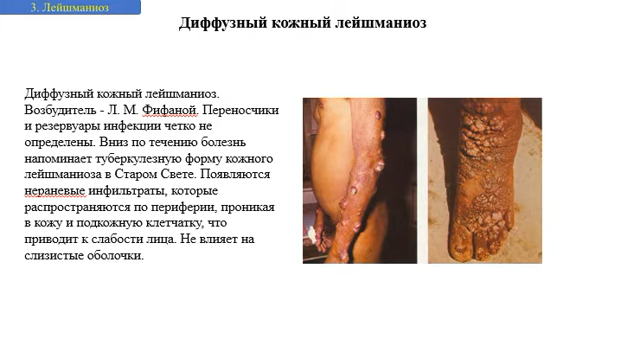 3. Лейшманиоз
Диффузный кожный лейшманиоз
Диффузный кожный лейшманиоз.
Возбудитель - Л. М. Фифаной. Переносчики
и резервуары инфекции четко не
определены. Вниз по течению болезнь
напоминает туберкулезную форму кожного
лейшманиоза в Старом Свете. Появляются
нераневые инфильтраты, которые
распространяются по периферии, проникая
в кожу и подкожную клетчатку, что
приводит к слабости лица. Не влияет на
слизистые оболочки.